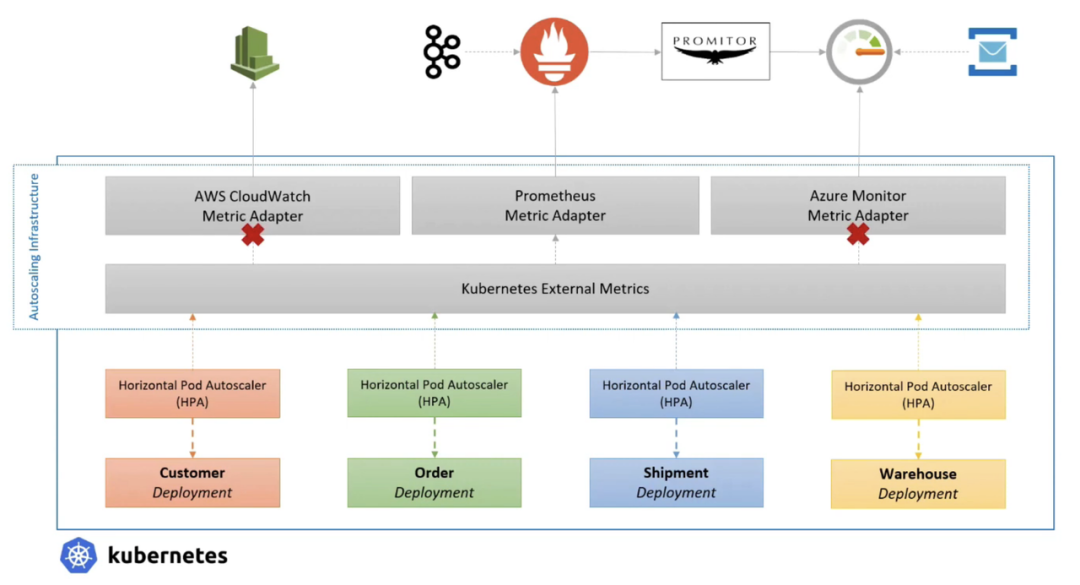 PROMITOR
Autoscaling Infrastructure
AWS CloudWatch
Metric Adapter
Prometheus
Metric Adapter
Azure Monitor
Metric Adapter
Kubernetes External Metrics
Horizontal Pod Autoscaler
(HPA)
Horizontal Pod Autoscaler
(HPA)
Horizontal Pod Autoscaler
(HPA)
Horizontal Pod Autoscaler
(HPA)
Customer
Deployment
Order
Deployment
Shipment
Deployment
Warehouse
Deployment
kubernetes